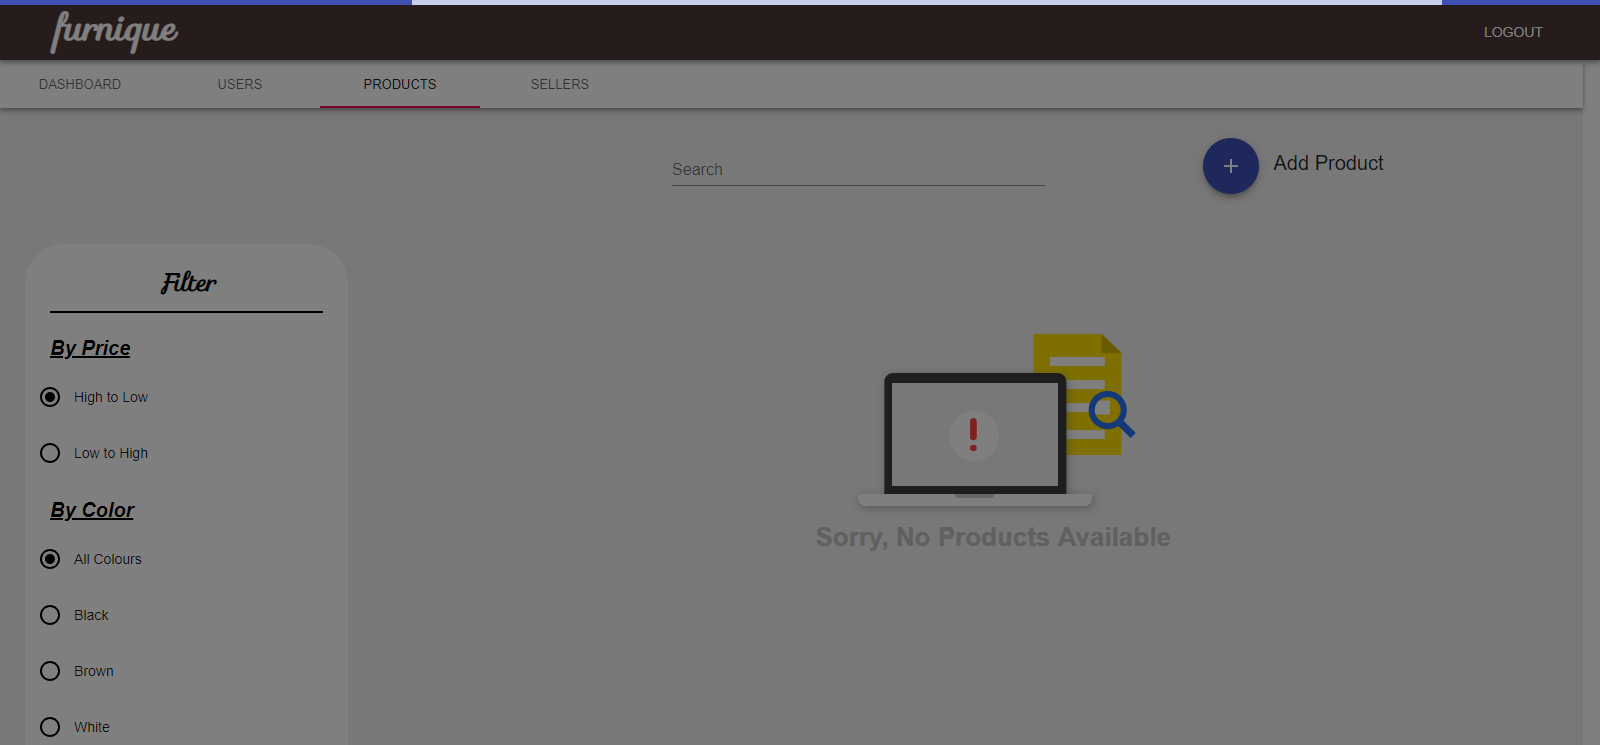 furnique
LOGOUT
DASHBOARD USERS PRODUCTS SELLERS
Search
Add Product
Filter
By Price
High to Low
Low to High
By Color
All Colours
Black
Brown
White
Sorry, No Products Available